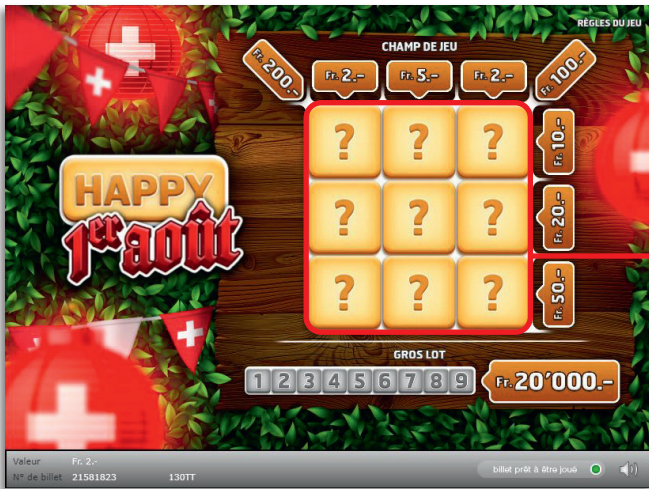 RÈGLES DU JEU
CHAMP DE JEU
Fr. 200.-
Fr. 2.-
Fr. 5.-
Fr. 2.-
Fr. 100.-
? ? ?
Fr. 10.-
HAPPY
1er août
? ? ?
Fr. 20.-
? ? ?
Fr. 50.-
GROS LOT
1 2 3 4 5 6 7 8 9
Fr. 20'000.-
Valeur Fr. 2.-
billet prêt à être joué
N° de billet 21581823 130TT